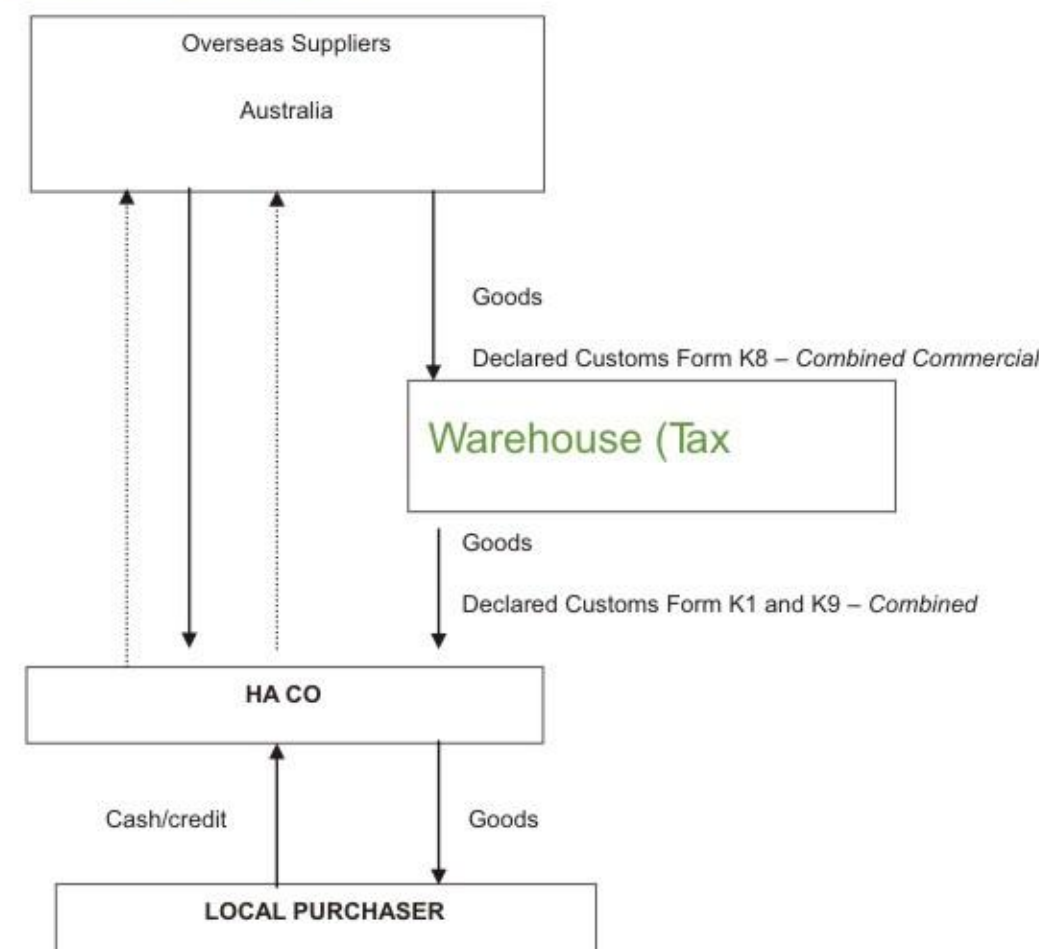 Overseas Suppliers
Australia
Goods
Declared Customs Form K8 – Combined Commercial
Warehouse (Tax
Goods
Declared Customs Form K1 and K9 – Combined
HA CO
Cash/credit
Goods
LOCAL PURCHASER